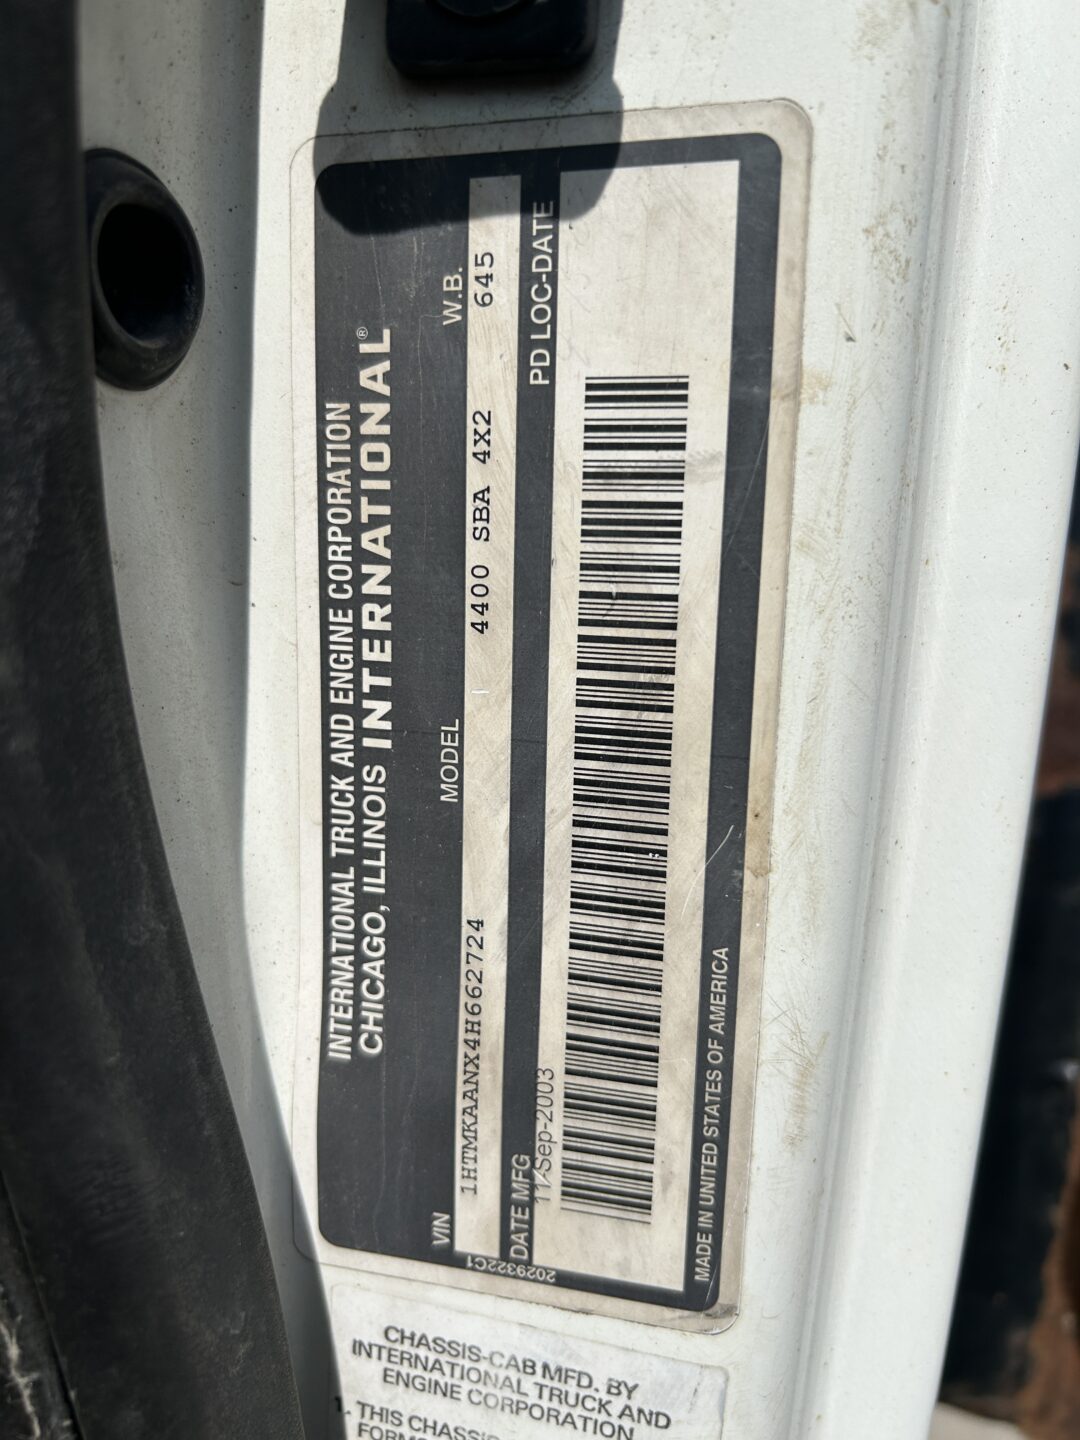 INTERNATIONAL TRUCK AND ENGINE CORPORATION
CHICAGO, ILLINOIS INTERNATIONAL®
VIN MODEL W.B.
1HTMKAANX4H662724 4400 SBA 4X2 645
DATE MFG PD LOC-DATE
11-Sep-2003
MADE IN UNITED STATES OF AMERICA
2029322C1
CHASSIS-CAB MFD. BY
INTERNATIONAL TRUCK AND
ENGINE CORPORATION
1. THIS CHASSIS